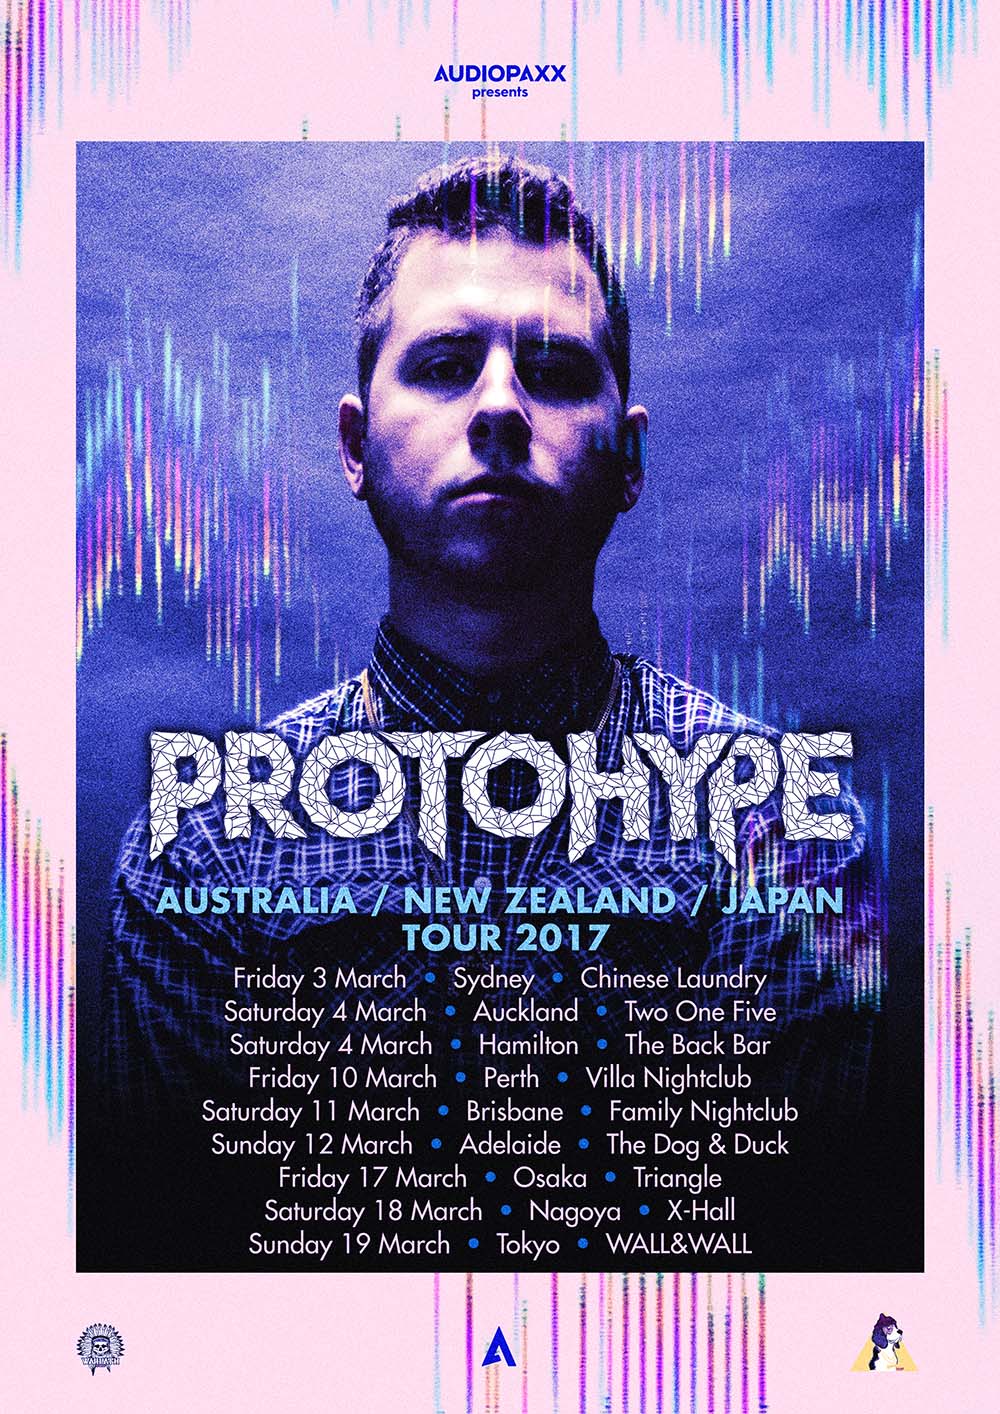 AUDIOPAXX
presents
PROTOHYPE
AUSTRALIA / NEW ZEALAND / JAPAN
TOUR 2017
Friday 3 March • Sydney • Chinese Laundry
Saturday 4 March • Auckland • Two One Five
Saturday 4 March • Hamilton • The Back Bar
Friday 10 March • Perth • Villa Nightclub
Saturday 11 March • Brisbane • Family Nightclub
Sunday 12 March • Adelaide • The Dog & Duck
Friday 17 March • Osaka • Triangle
Saturday 18 March • Nagoya • X-Hall
Sunday 19 March • Tokyo • WALL&WALL